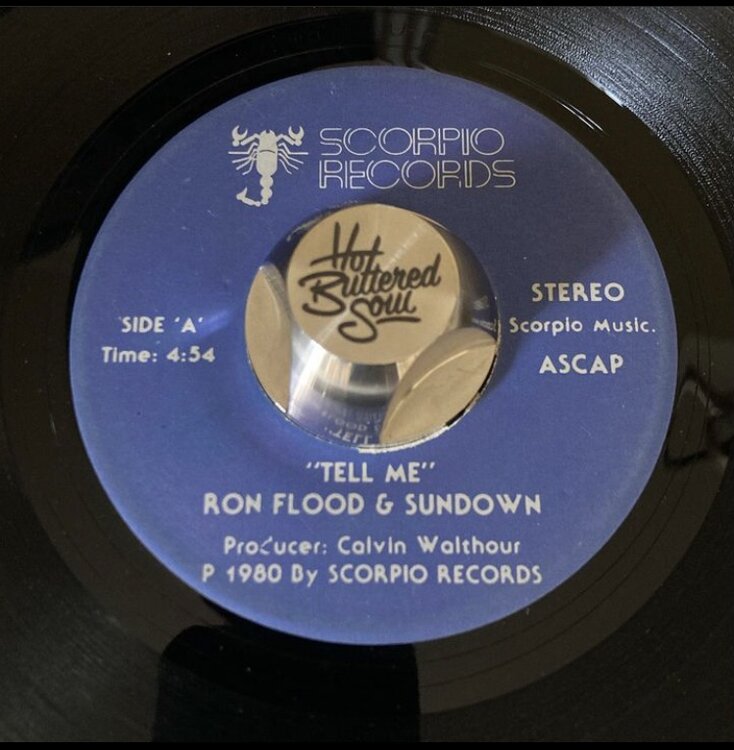 SCORPIO
RECORDS
Hot
Buttered
Soul
SIDE 'A'
Time: 4:54
STEREO
Scorpio Music.
ASCAP
"TELL ME"
RON FLOOD & SUNDOWN
Producer: Calvin Walthour
P 1980 By SCORPIO RECORDS